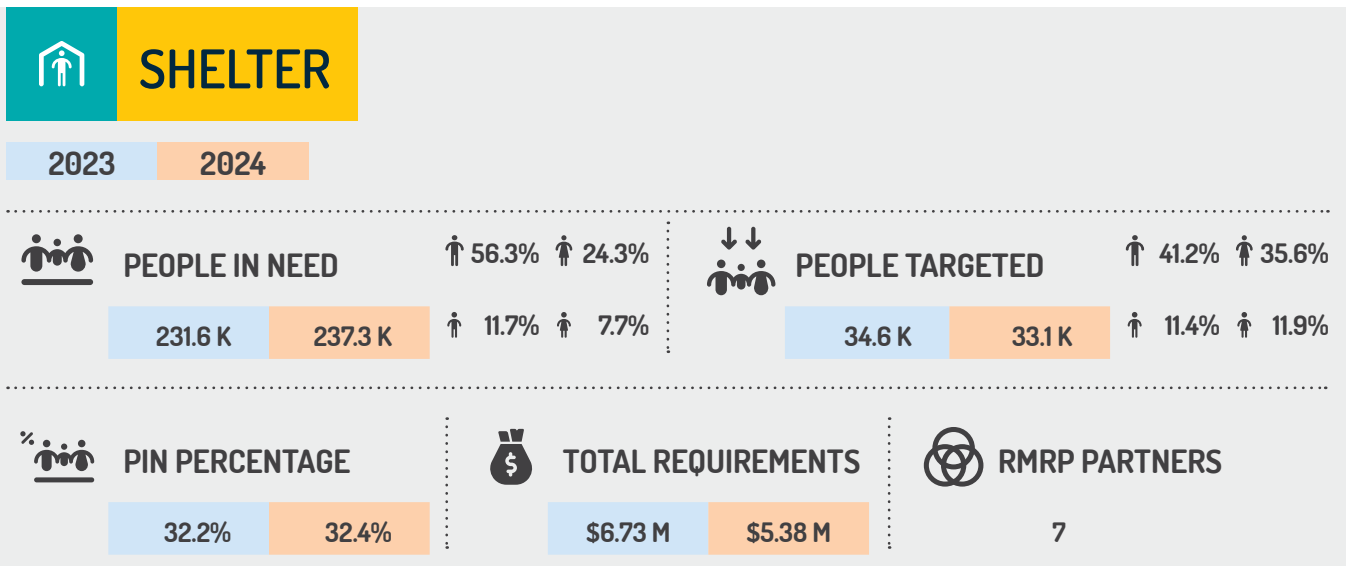 SHELTER
2023 2024
PEOPLE IN NEED
56.3% 24.3%
231.6 K 237.3 K
11.7% 7.7%
PEOPLE TARGETED
41.2% 35.6%
34.6 K 33.1 K
11.4% 11.9%
% PIN PERCENTAGE
32.2% 32.4%
$ TOTAL REQUIREMENTS
$6.73 M $5.38 M
RMRP PARTNERS
7